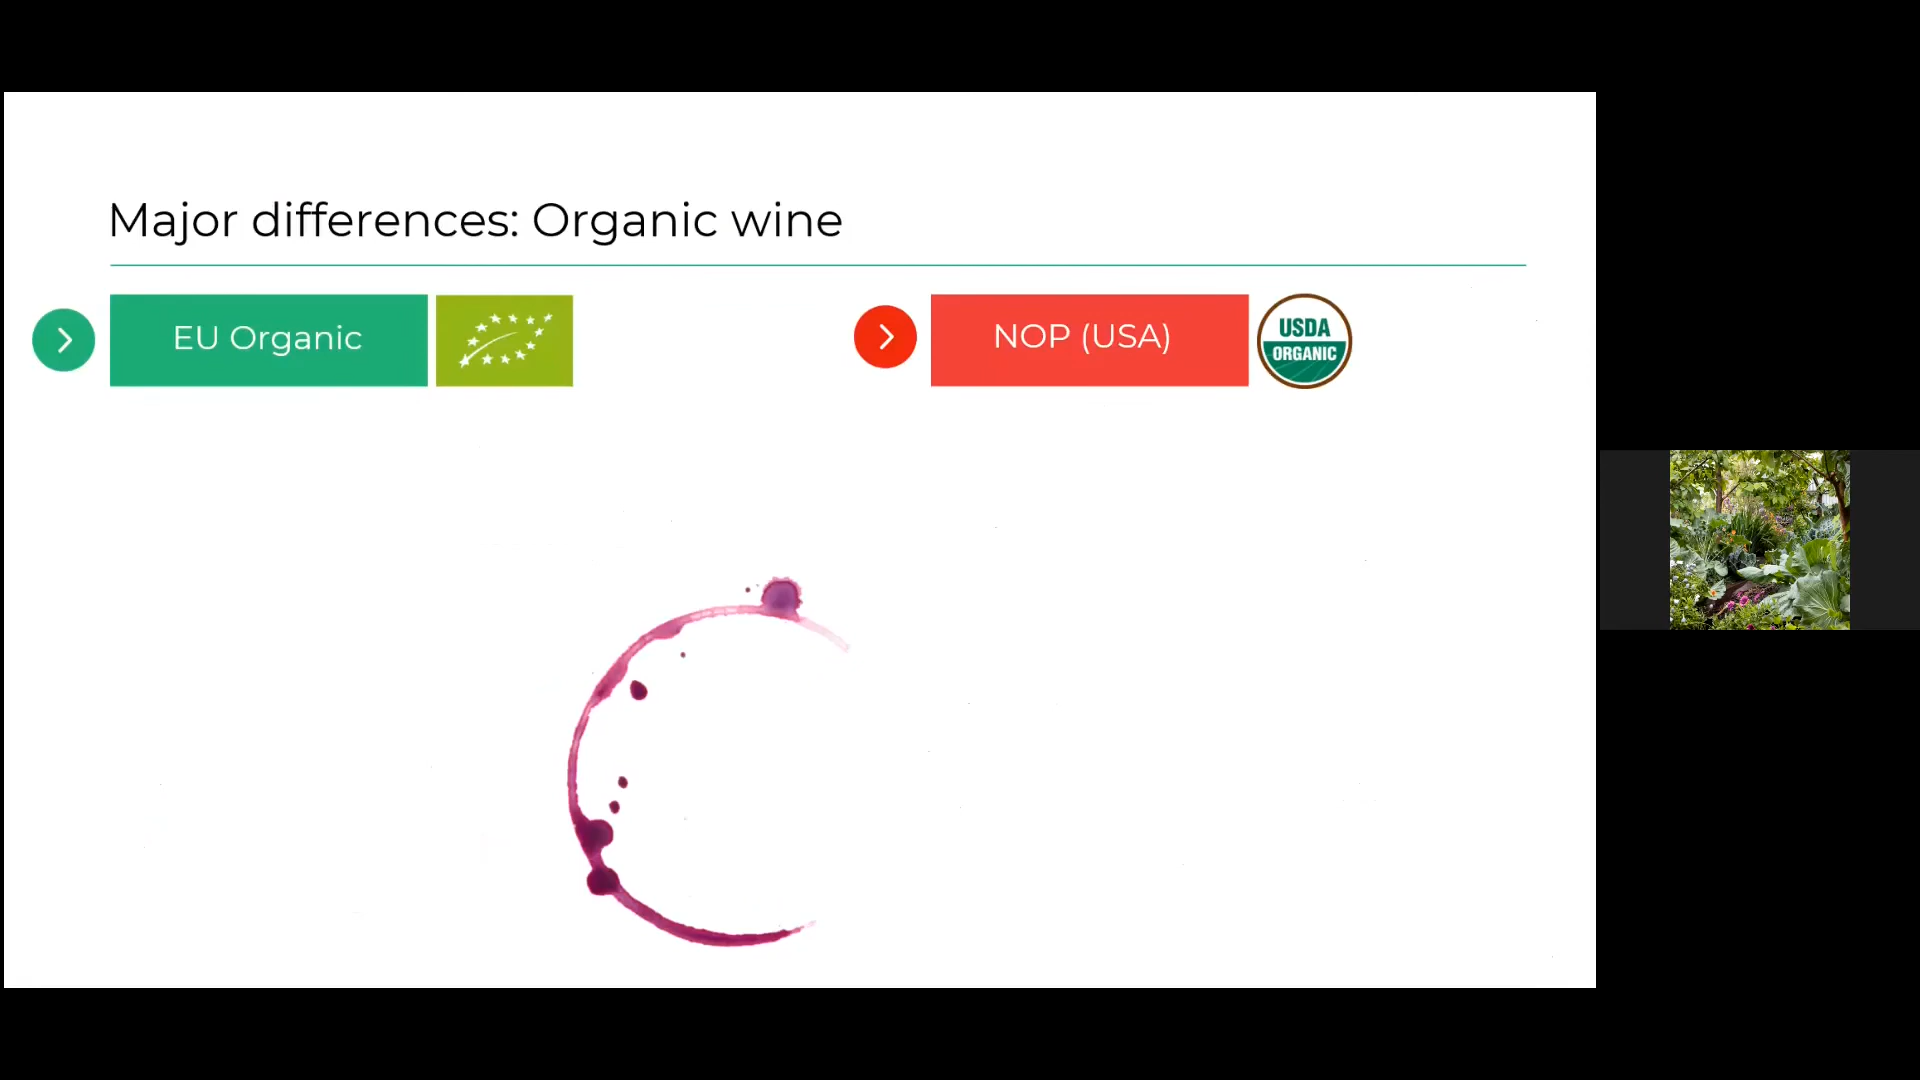 Major differences: Organic wine
EU Organic
NOP (USA)
USDA
ORGANIC